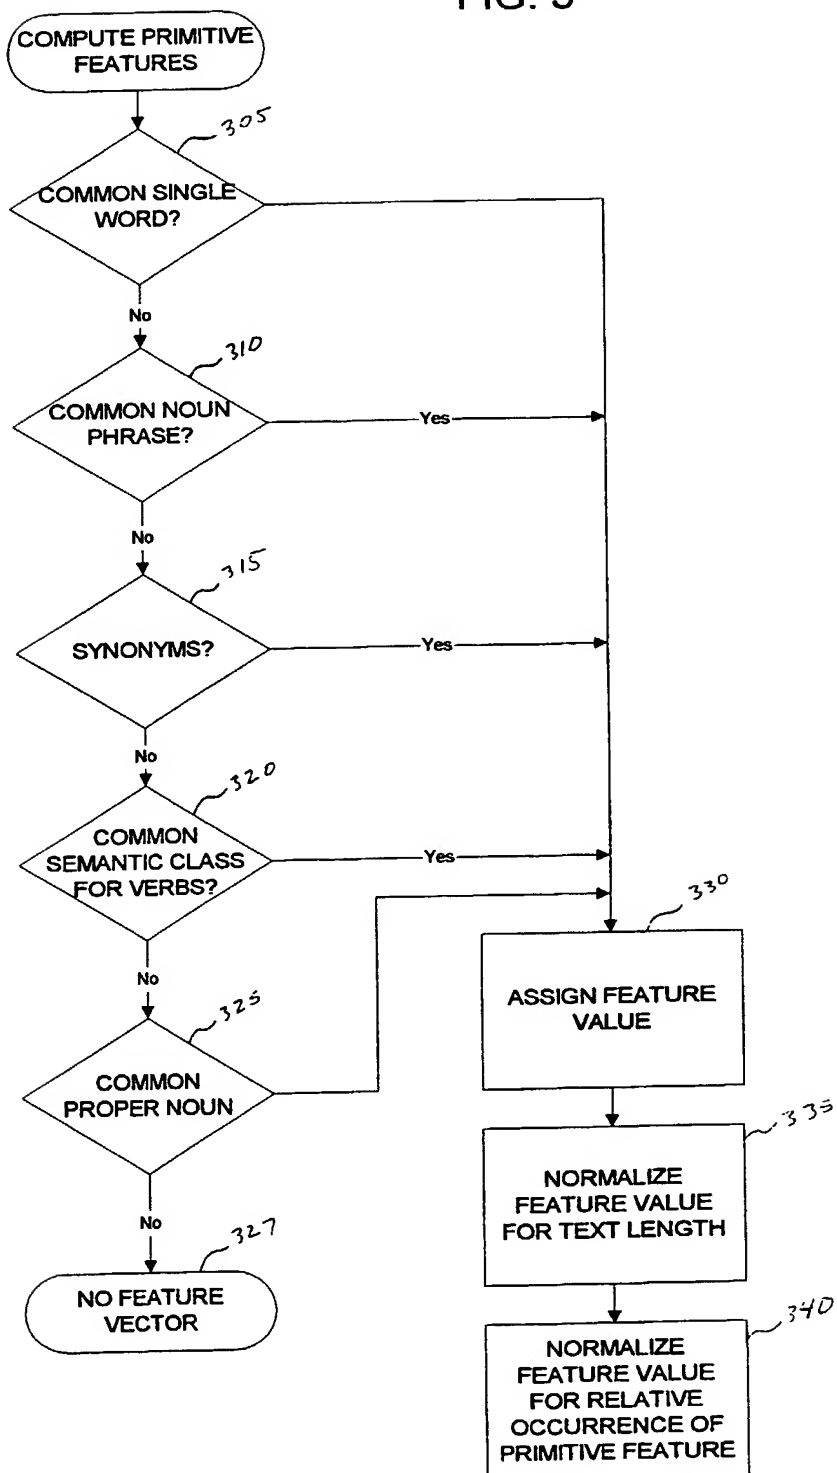 COMPUTE PRIMITIVE
FEATURES
305
COMMON SINGLE
WORD?
No
310
COMMON NOUN
PHRASE?
Yes
No
315
SYNONYMS?
Yes
No
320
COMMON
SEMANTIC CLASS
FOR VERBS?
Yes
No
325
COMMON
PROPER NOUN
No
327
NO FEATURE
VECTOR
330
ASSIGN FEATURE
VALUE
335
NORMALIZE
FEATURE VALUE
FOR TEXT LENGTH
340
NORMALIZE
FEATURE VALUE
FOR RELATIVE
OCCURRENCE OF
PRIMITIVE FEATURE